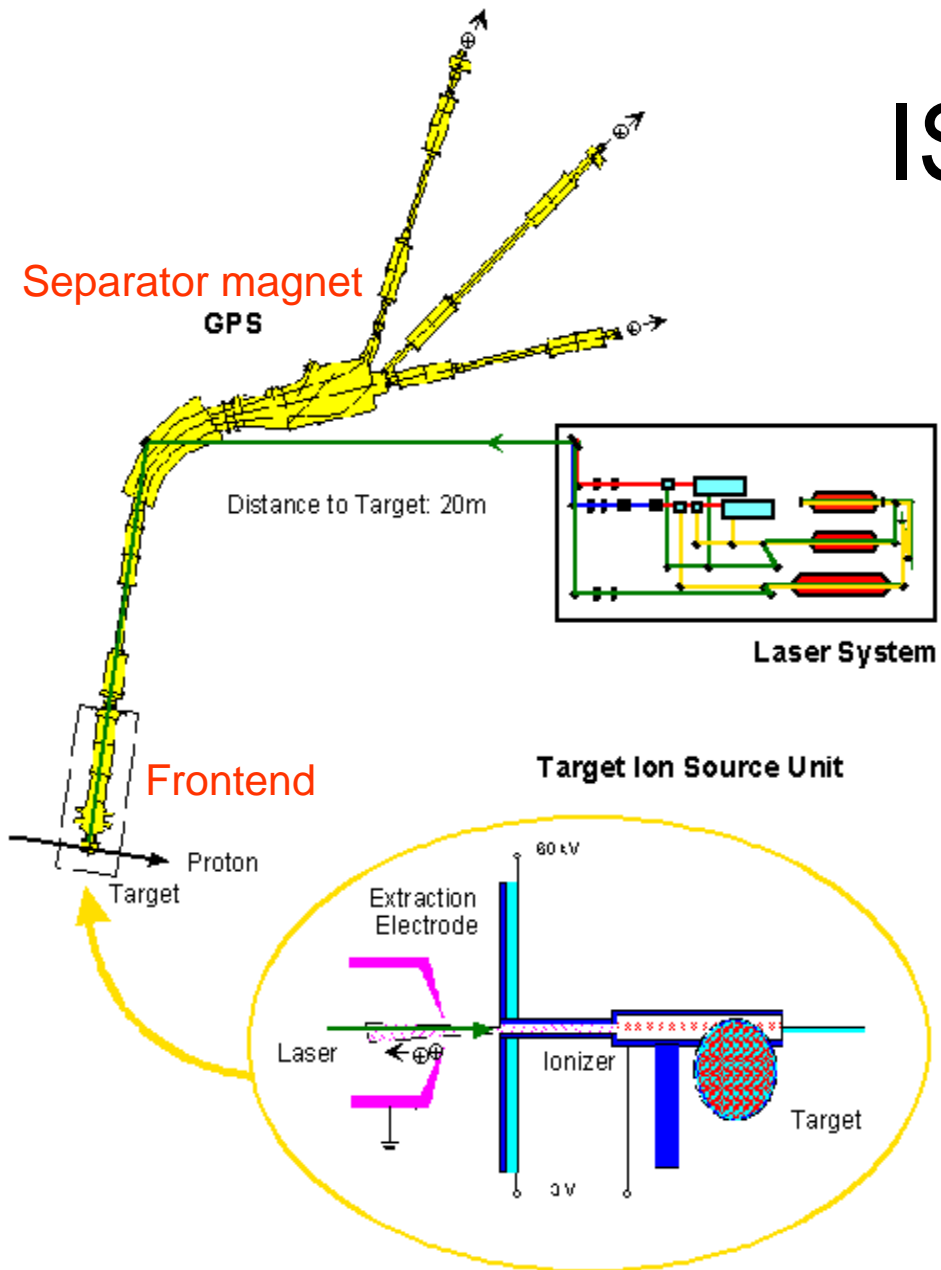 IS
Separator magnet
GPS
Distance to Target: 20m
Laser System
Frontend
Target Ion Source Unit
Proton
Target
60 kV
Extraction
Electrode
Laser
Ionizer
Target
3 V